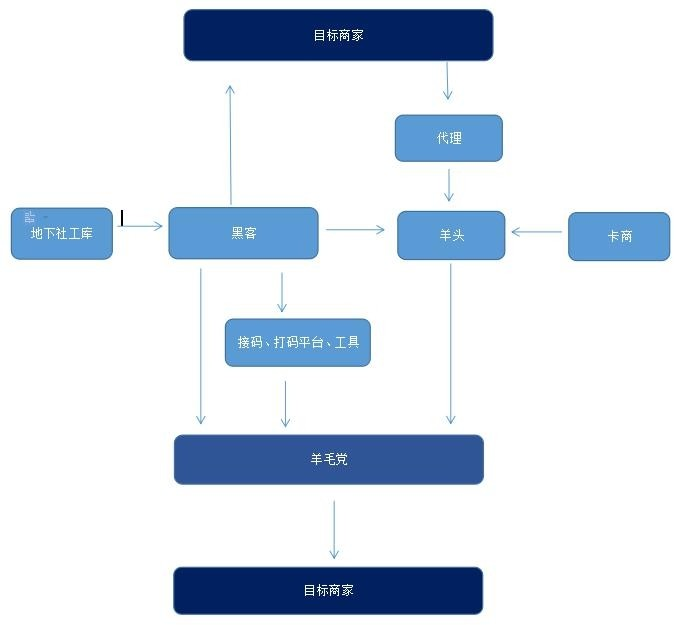 目标商家
代理
地下社工库
黑客
羊头
卡商
接码、打码平台、工具
羊毛党
目标商家